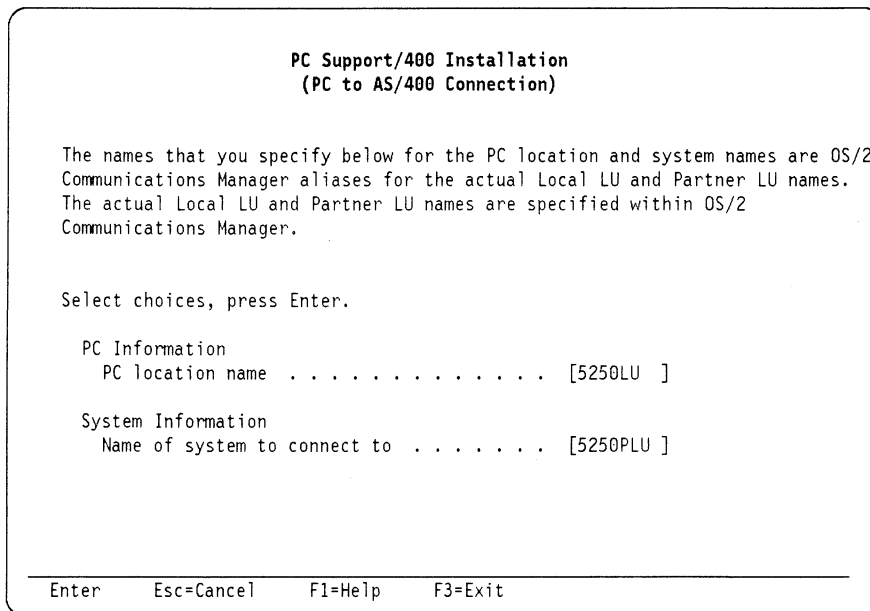 PC Support/400 Installation
(PC to AS/400 Connection)
The names that you specify below for the PC location and system names are OS/2
Communications Manager aliases for the actual Local LU and Partner LU names.
The actual Local LU and Partner LU names are specified within OS/2
Communications Manager.
Select choices, press Enter.
PC Information
PC location name . . . . . . . . . . . . . [5250LU  ]
System Information
Name of system to connect to . . . . . . . [5250PLU ]
Enter Esc=Cancel F1=Help F3=Exit